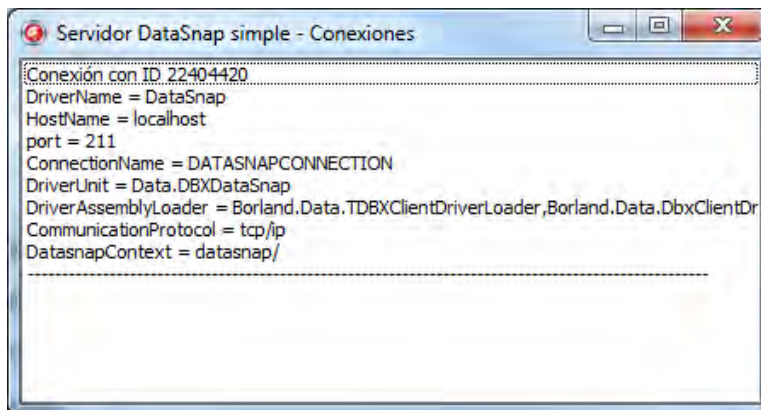 Servidor DataSnap simple - Conexiones
Conexión con ID 22404420
DriverName = DataSnap
HostName = localhost
port = 211
ConnectionName = DATASNAPCONNECTION
DriverUnit = Data.DBXDataSnap
DriverAssemblyLoader = Borland.Data.TDBXClientDriverLoader,Borland.Data.DbxClientDr
CommunicationProtocol = tcp/ip
DatasnapContext = datasnap/